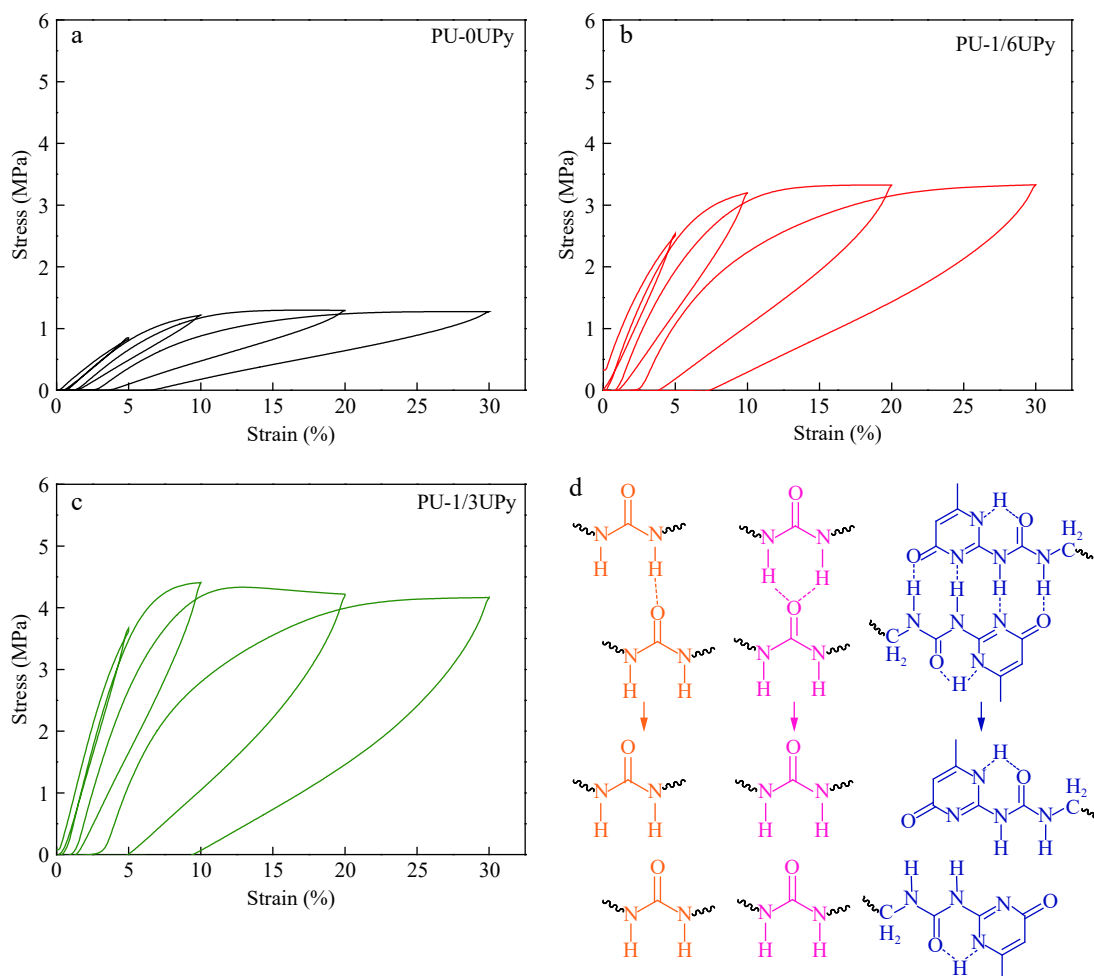 a
PU-0UPy
6
5
4
3
2
1
0
Stress (MPa)
0 5 10 15 20 25 30
Strain (%)
b
PU-1/6UPy
6
5
4
3
2
1
0
Stress (MPa)
0 5 10 15 20 25 30
Strain (%)
c
PU-1/3UPy
6
5
4
3
2
1
0
Stress (MPa)
0 5 10 15 20 25 30
Strain (%)
d
O
N N
H H
O
N N
H H
O
N N
H H
O
N N
H H
O
N N
H H
O
N N
H H
O
N N
H H
O
N N
H H
H
N O H2
O N N N C
H H
H H H
N N N O
C H2 O N
H
H
N O H2
C
O N N N
H H
H H
N N N O
C
H2 O N
H